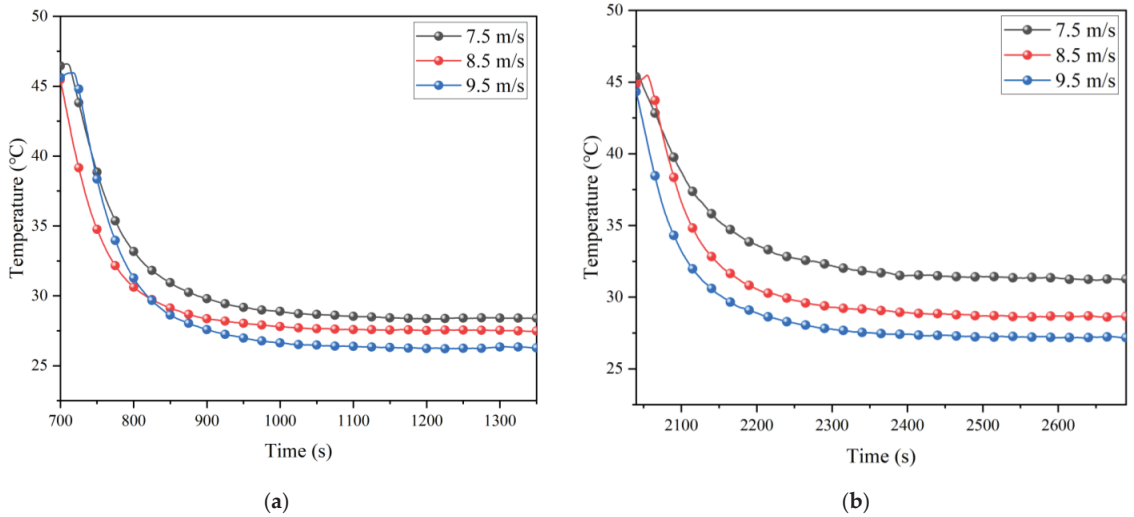 50
45
40
35
30
25
Temperature (℃)
7.5 m/s
8.5 m/s
9.5 m/s
700 800 900 1000 1100 1200 1300
Time (s)
(a)
50
45
40
35
30
25
Temperature (℃)
7.5 m/s
8.5 m/s
9.5 m/s
2100 2200 2300 2400 2500 2600
Time (s)
(b)